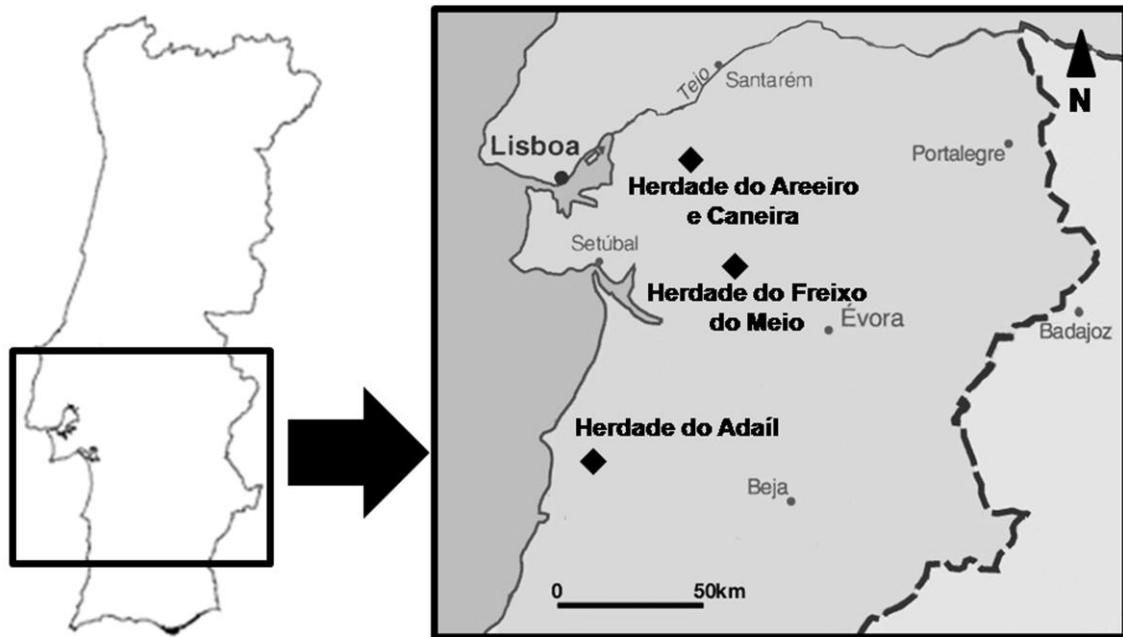 N
Tejo
Santarém
Lisboa
Portalegre
Herdade do Areeiro
e Caneira
Setúbal
Herdade do Freixo
do Meio
Évora
Badajoz
Herdade do Adaíl
Beja
0
50km